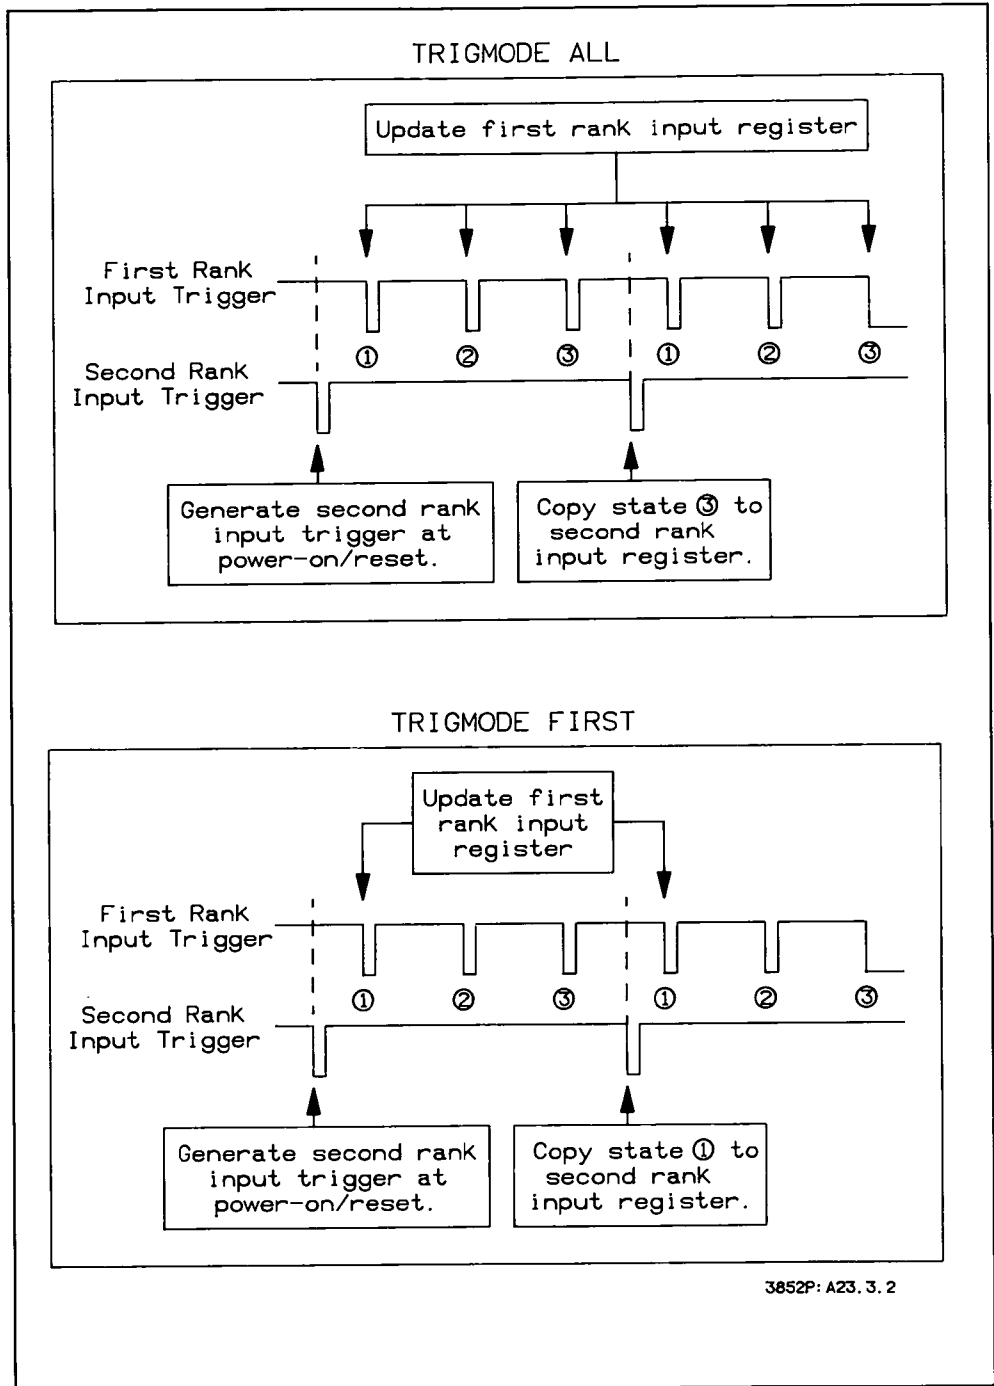 TRIGMODE ALL
Update first rank input register
First Rank
Input Trigger
① ② ③ ① ② ③
Second Rank
Input Trigger
Generate second rank
input trigger at
power-on/reset.
Copy state ③ to
second rank
input register.
TRIGMODE FIRST
Update first
rank input
register
First Rank
Input Trigger
① ② ③ ① ② ③
Second Rank
Input Trigger
Generate second rank
input trigger at
power-on/reset.
Copy state ① to
second rank
input register.
3852P: A23.3.2